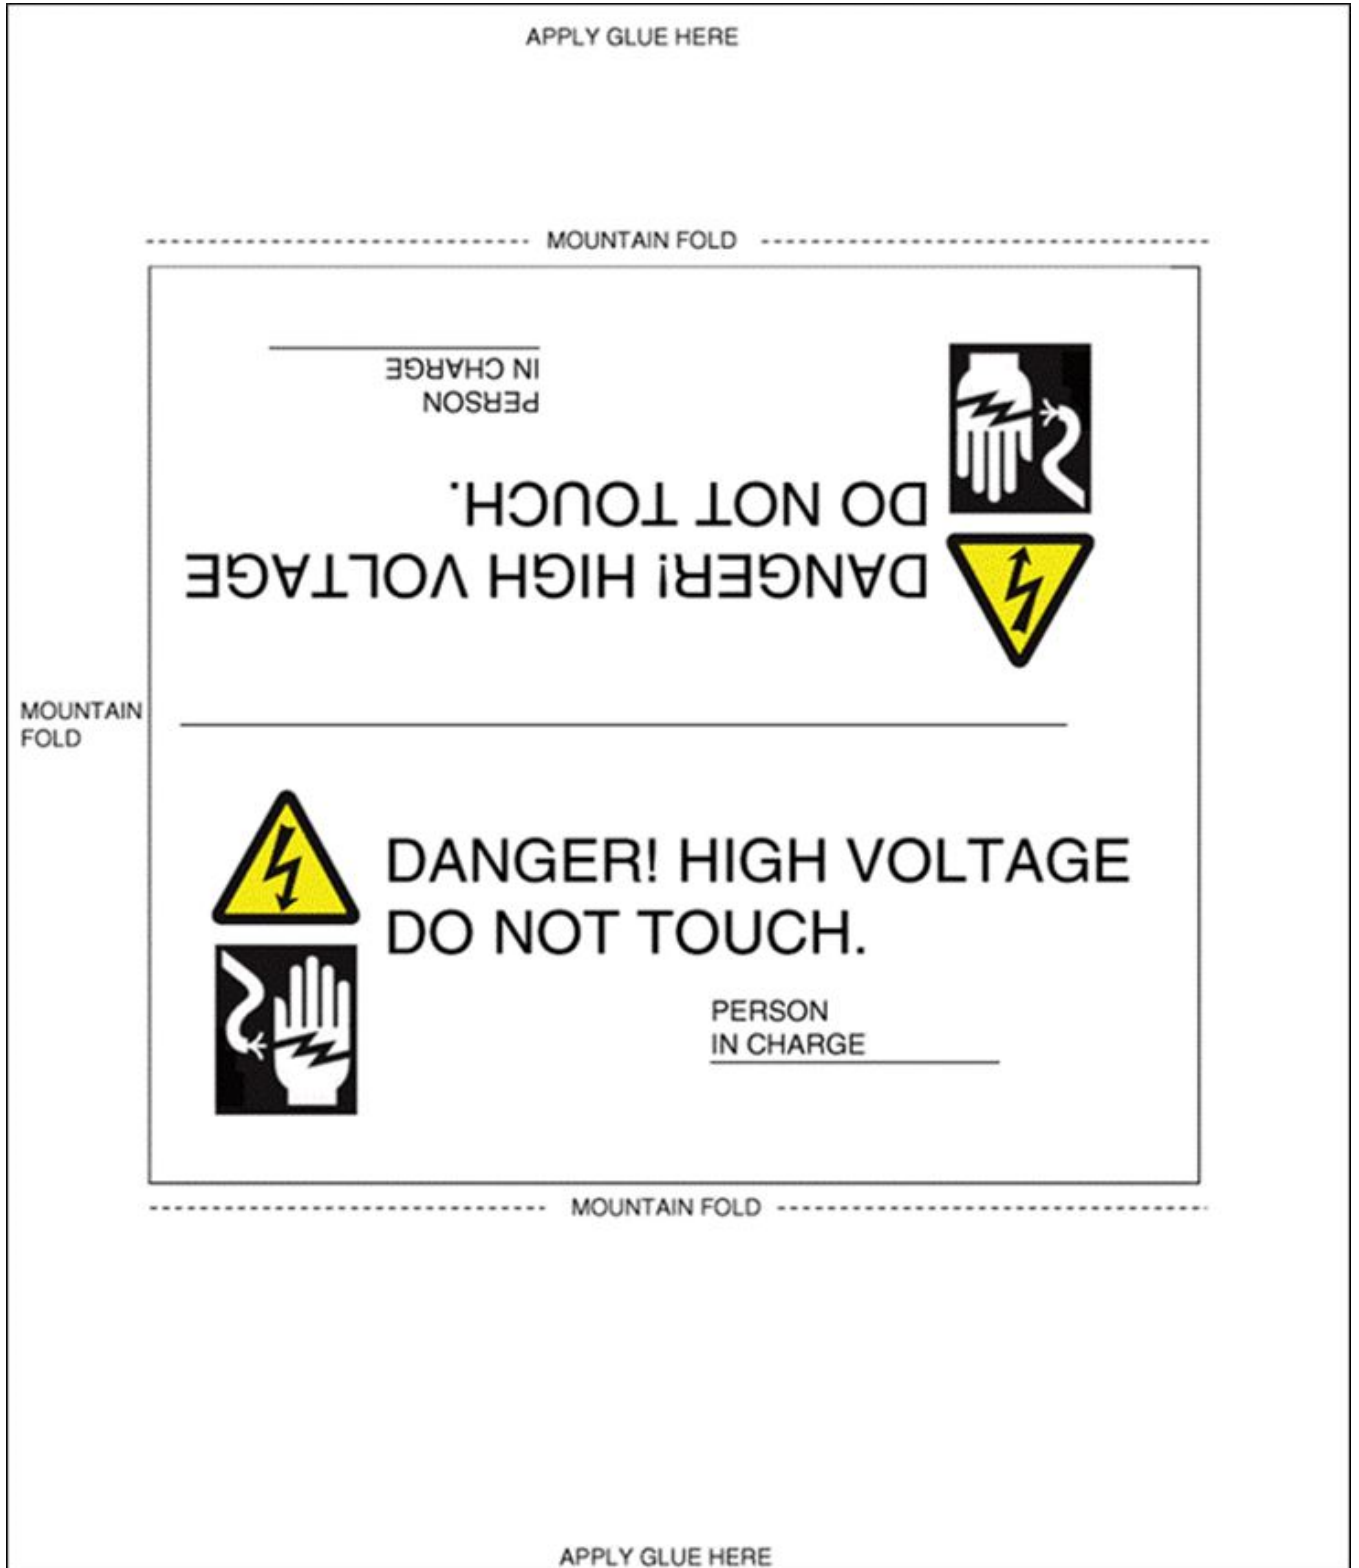 APPLY GLUE HERE
MOUNTAIN FOLD
PERSON
IN CHARGE
DANGER! HIGH VOLTAGE
DO NOT TOUCH.
MOUNTAIN
FOLD
DANGER! HIGH VOLTAGE
DO NOT TOUCH.
PERSON
IN CHARGE
MOUNTAIN FOLD
APPLY GLUE HERE